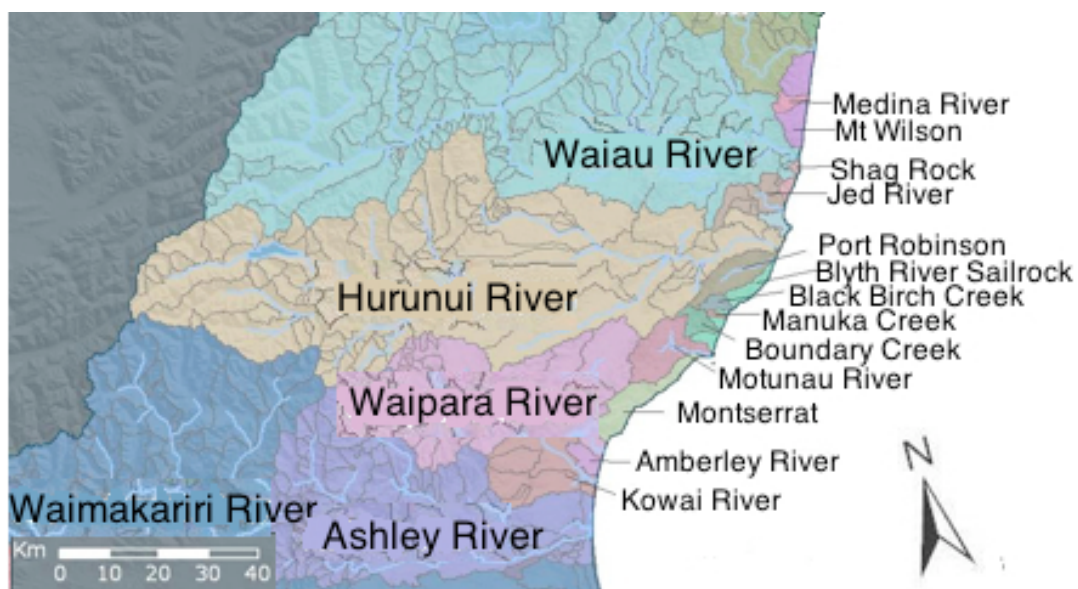 Medina River
Mt Wilson
Waiau River
Shag Rock
Jed River
Port Robinson
Blyth River Sailrock
Black Birch Creek
Hurunui River
Manuka Creek
Boundary Creek
Motunau River
Waipara River
Montserrat
N
Amberley River
Kowai River
Waimakariri River
Ashley River
Km
0 10 20 30 40